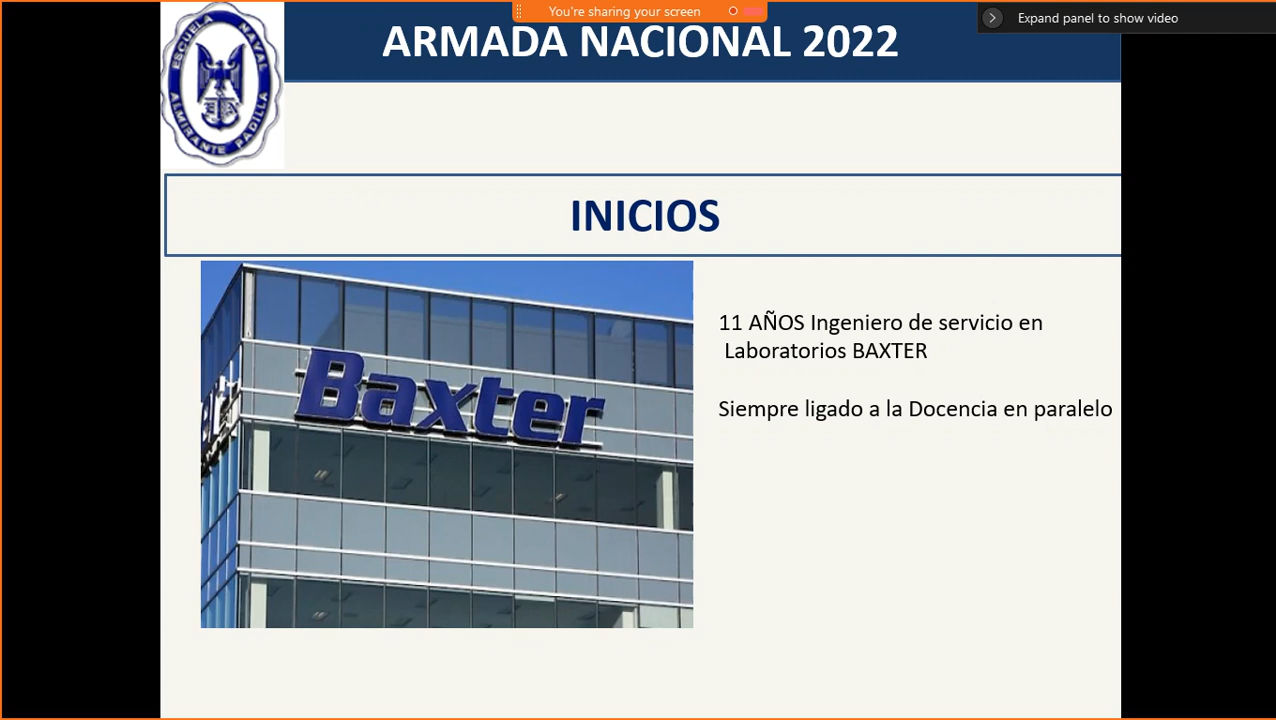 You're sharing your screen
Expand panel to show video
ARMADA NACIONAL 2022
ESCUELA NAVAL
ALMIRANTE PADILLA
INICIOS
Baxter
11 AÑOS Ingeniero de servicio en
Laboratorios BAXTER
Siempre ligado a la Docencia en paralelo